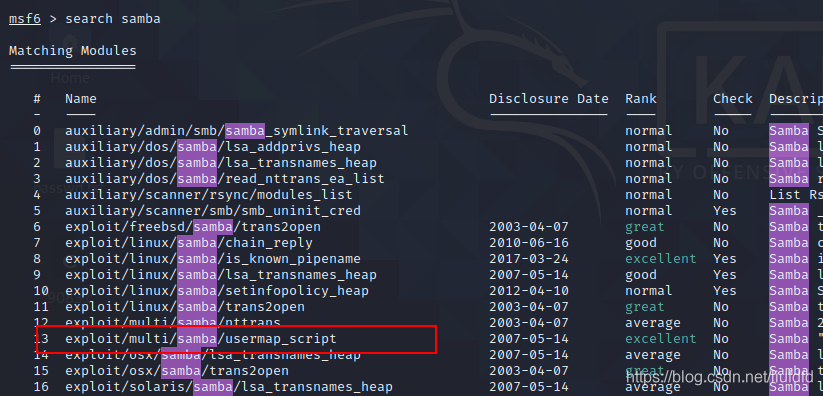 msf6 > search samba
Matching Modules
================
# Name Disclosure Date Rank Check Descrip
- ---- --------------- ---- ----- -------
0 auxiliary/admin/smb/samba_symlink_traversal normal No Samba S
1 auxiliary/dos/samba/lsa_addprivs_heap normal No Samba l
2 auxiliary/dos/samba/lsa_transnames_heap normal No Samba l
3 auxiliary/dos/samba/read_nttrans_ea_list normal No Samba r
4 auxiliary/scanner/rsync/modules_list normal No List Rs
5 auxiliary/scanner/smb/smb_uninit_cred normal Yes Samba _
6 exploit/freebsd/samba/trans2open 2003-04-07 great No Samba t
7 exploit/linux/samba/chain_reply 2010-06-16 good No Samba c
8 exploit/linux/samba/is_known_pipename 2017-03-24 excellent Yes Samba i
9 exploit/linux/samba/lsa_transnames_heap 2007-05-14 good Yes Samba l
10 exploit/linux/samba/setinfopolicy_heap 2012-04-10 normal Yes Samba S
11 exploit/linux/samba/trans2open 2003-04-07 great No Samba t
12 exploit/multi/samba/nttrans 2003-04-07 average No Samba 2
13 exploit/multi/samba/usermap_script 2007-05-14 excellent No Samba "
14 exploit/osx/samba/lsa_transnames_heap 2007-05-14 average No Samba l
15 exploit/osx/samba/trans2open 2003-04-07 great No Samba t
16 exploit/solaris/samba/lsa_transnames_heap 2007-05-14 average No Samba l
Home
KA